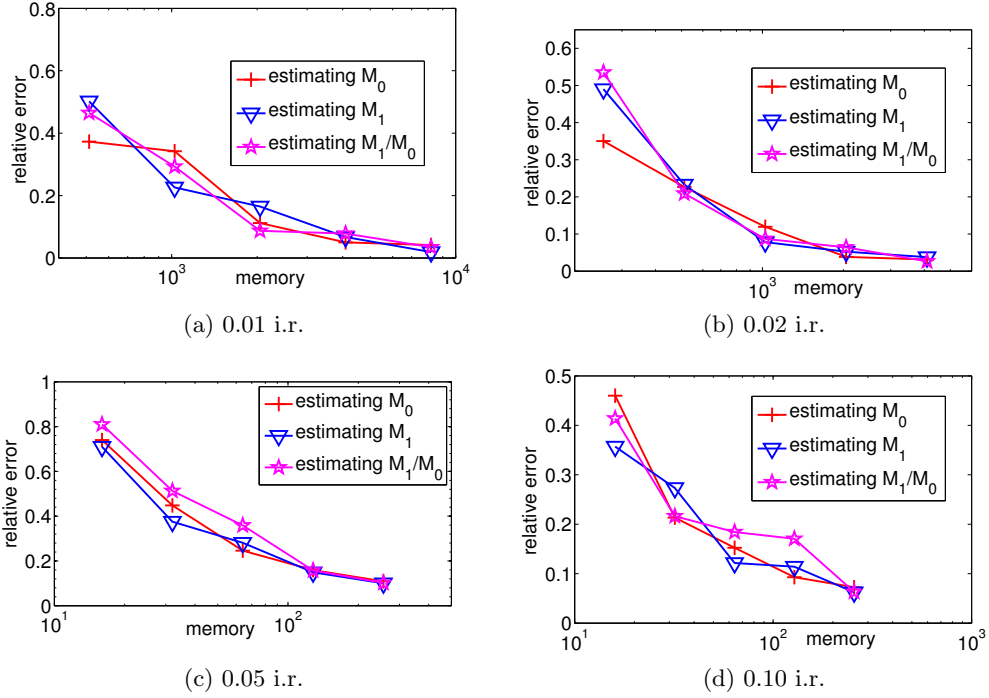 0.8
0.6
0.4
0.2
0
relative error
estimating M_0
estimating M_1
estimating M_1/M_0
10^3
10^4
memory
(a) 0.01 i.r.
0.6
0.5
0.4
0.3
0.2
0.1
0
relative error
estimating M_0
estimating M_1
estimating M_1/M_0
10^3
memory
(b) 0.02 i.r.
1
0.8
0.6
0.4
0.2
0
relative error
estimating M_0
estimating M_1
estimating M_1/M_0
10^1
10^2
memory
(c) 0.05 i.r.
0.5
0.4
0.3
0.2
0.1
0
relative error
estimating M_0
estimating M_1
estimating M_1/M_0
10^1
10^2
10^3
memory
(d) 0.10 i.r.